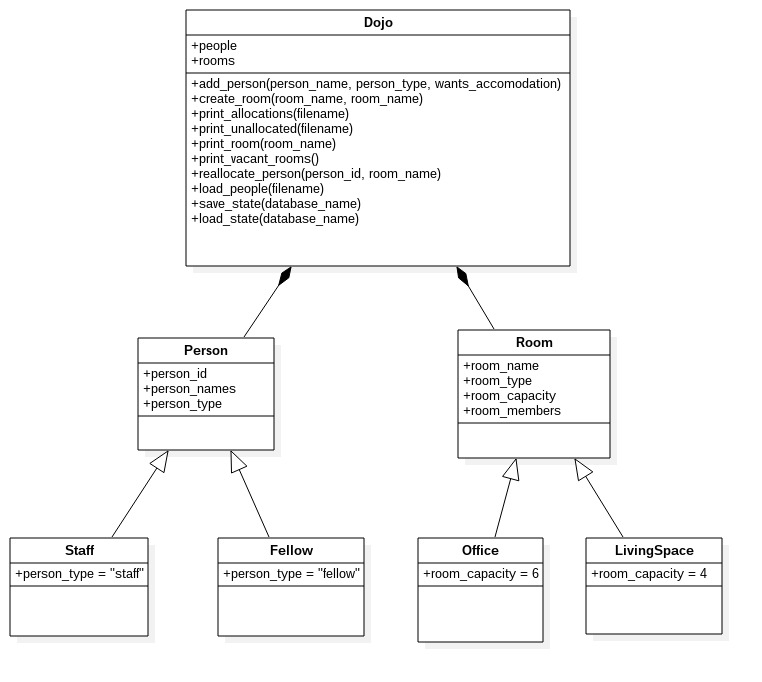 Dojo
+people
+rooms
+add_person(person_name, person_type, wants_accomodation)
+create_room(room_name, room_name)
+print_allocations(filename)
+print_unallocated(filename)
+print_room(room_name)
+print_vacant_rooms()
+reallocate_person(person_id, room_name)
+load_people(filename)
+save_state(database_name)
+load_state(database_name)
Person
+person_id
+person_names
+person_type
Room
+room_name
+room_type
+room_capacity
+room_members
Staff
+person_type = "staff"
Fellow
+person_type = "fellow"
Office
+room_capacity = 6
LivingSpace
+room_capacity = 4